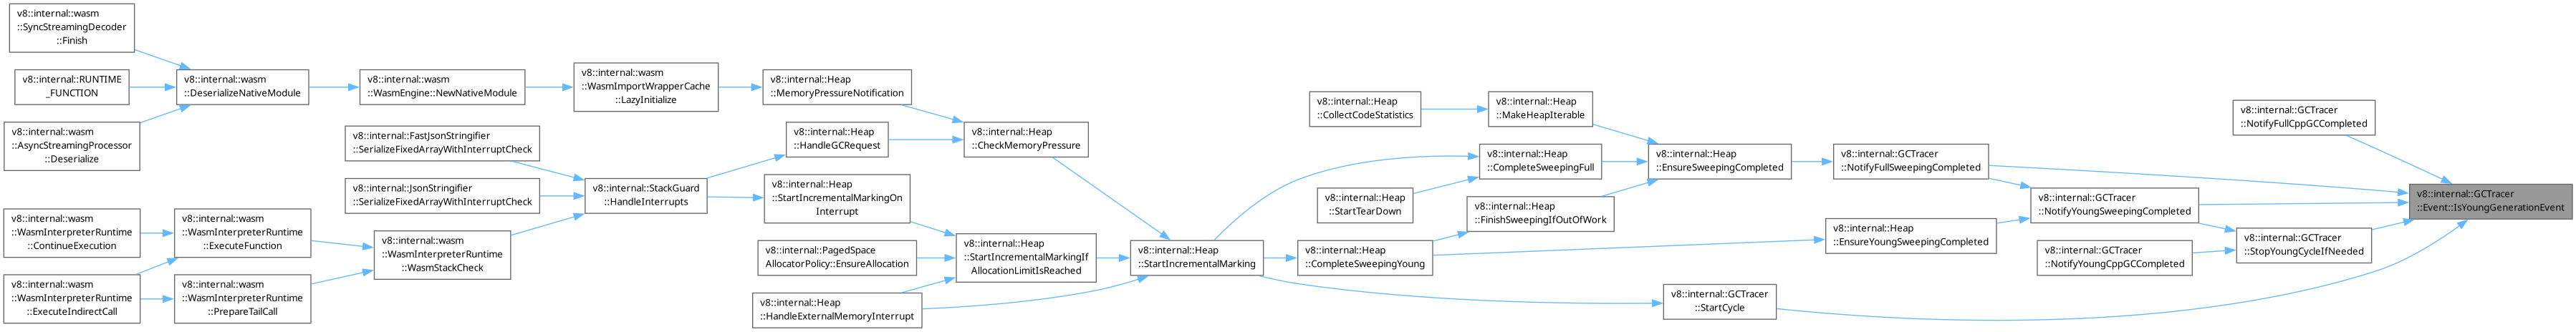 v8::internal::wasm
::SyncStreamingDecoder
::Finish
v8::internal::RUNTIME
_FUNCTION
v8::internal::wasm
::AsyncStreamingProcessor
::Deserialize
v8::internal::wasm
::DeserializeNativeModule
v8::internal::wasm
::WasmEngine::NewNativeModule
v8::internal::wasm
::WasmImportWrapperCache
::LazyInitialize
v8::internal::Heap
::MemoryPressureNotification
v8::internal::Heap
::HandleGCRequest
v8::internal::Heap
::CheckMemoryPressure
v8::internal::FastJsonStringifier
::SerializeFixedArrayWithInterruptCheck
v8::internal::JsonStringifier
::SerializeFixedArrayWithInterruptCheck
v8::internal::StackGuard
::HandleInterrupts
v8::internal::Heap
::StartIncrementalMarkingOn
Interrupt
v8::internal::wasm
::WasmInterpreterRuntime
::ContinueExecution
v8::internal::wasm
::WasmInterpreterRuntime
::ExecuteFunction
v8::internal::wasm
::WasmInterpreterRuntime
::WasmStackCheck
v8::internal::wasm
::WasmInterpreterRuntime
::ExecuteIndirectCall
v8::internal::wasm
::WasmInterpreterRuntime
::PrepareTailCall
v8::internal::PagedSpace
AllocatorPolicy::EnsureAllocation
v8::internal::Heap
::HandleExternalMemoryInterrupt
v8::internal::Heap
::StartIncrementalMarkingIf
AllocationLimitIsReached
v8::internal::Heap
::StartIncrementalMarking
v8::internal::Heap
::CollectCodeStatistics
v8::internal::Heap
::MakeHeapIterable
v8::internal::Heap
::CompleteSweepingFull
v8::internal::Heap
::StartTearDown
v8::internal::Heap
::FinishSweepingIfOutOfWork
v8::internal::Heap
::CompleteSweepingYoung
v8::internal::Heap
::EnsureSweepingCompleted
v8::internal::GCTracer
::StartCycle
v8::internal::GCTracer
::NotifyFullSweepingCompleted
v8::internal::Heap
::EnsureYoungSweepingCompleted
v8::internal::GCTracer
::NotifyYoungSweepingCompleted
v8::internal::GCTracer
::NotifyYoungCppGCCompleted
v8::internal::GCTracer
::NotifyFullCppGCCompleted
v8::internal::GCTracer
::StopYoungCycleIfNeeded
v8::internal::GCTracer
::Event::IsYoungGenerationEvent